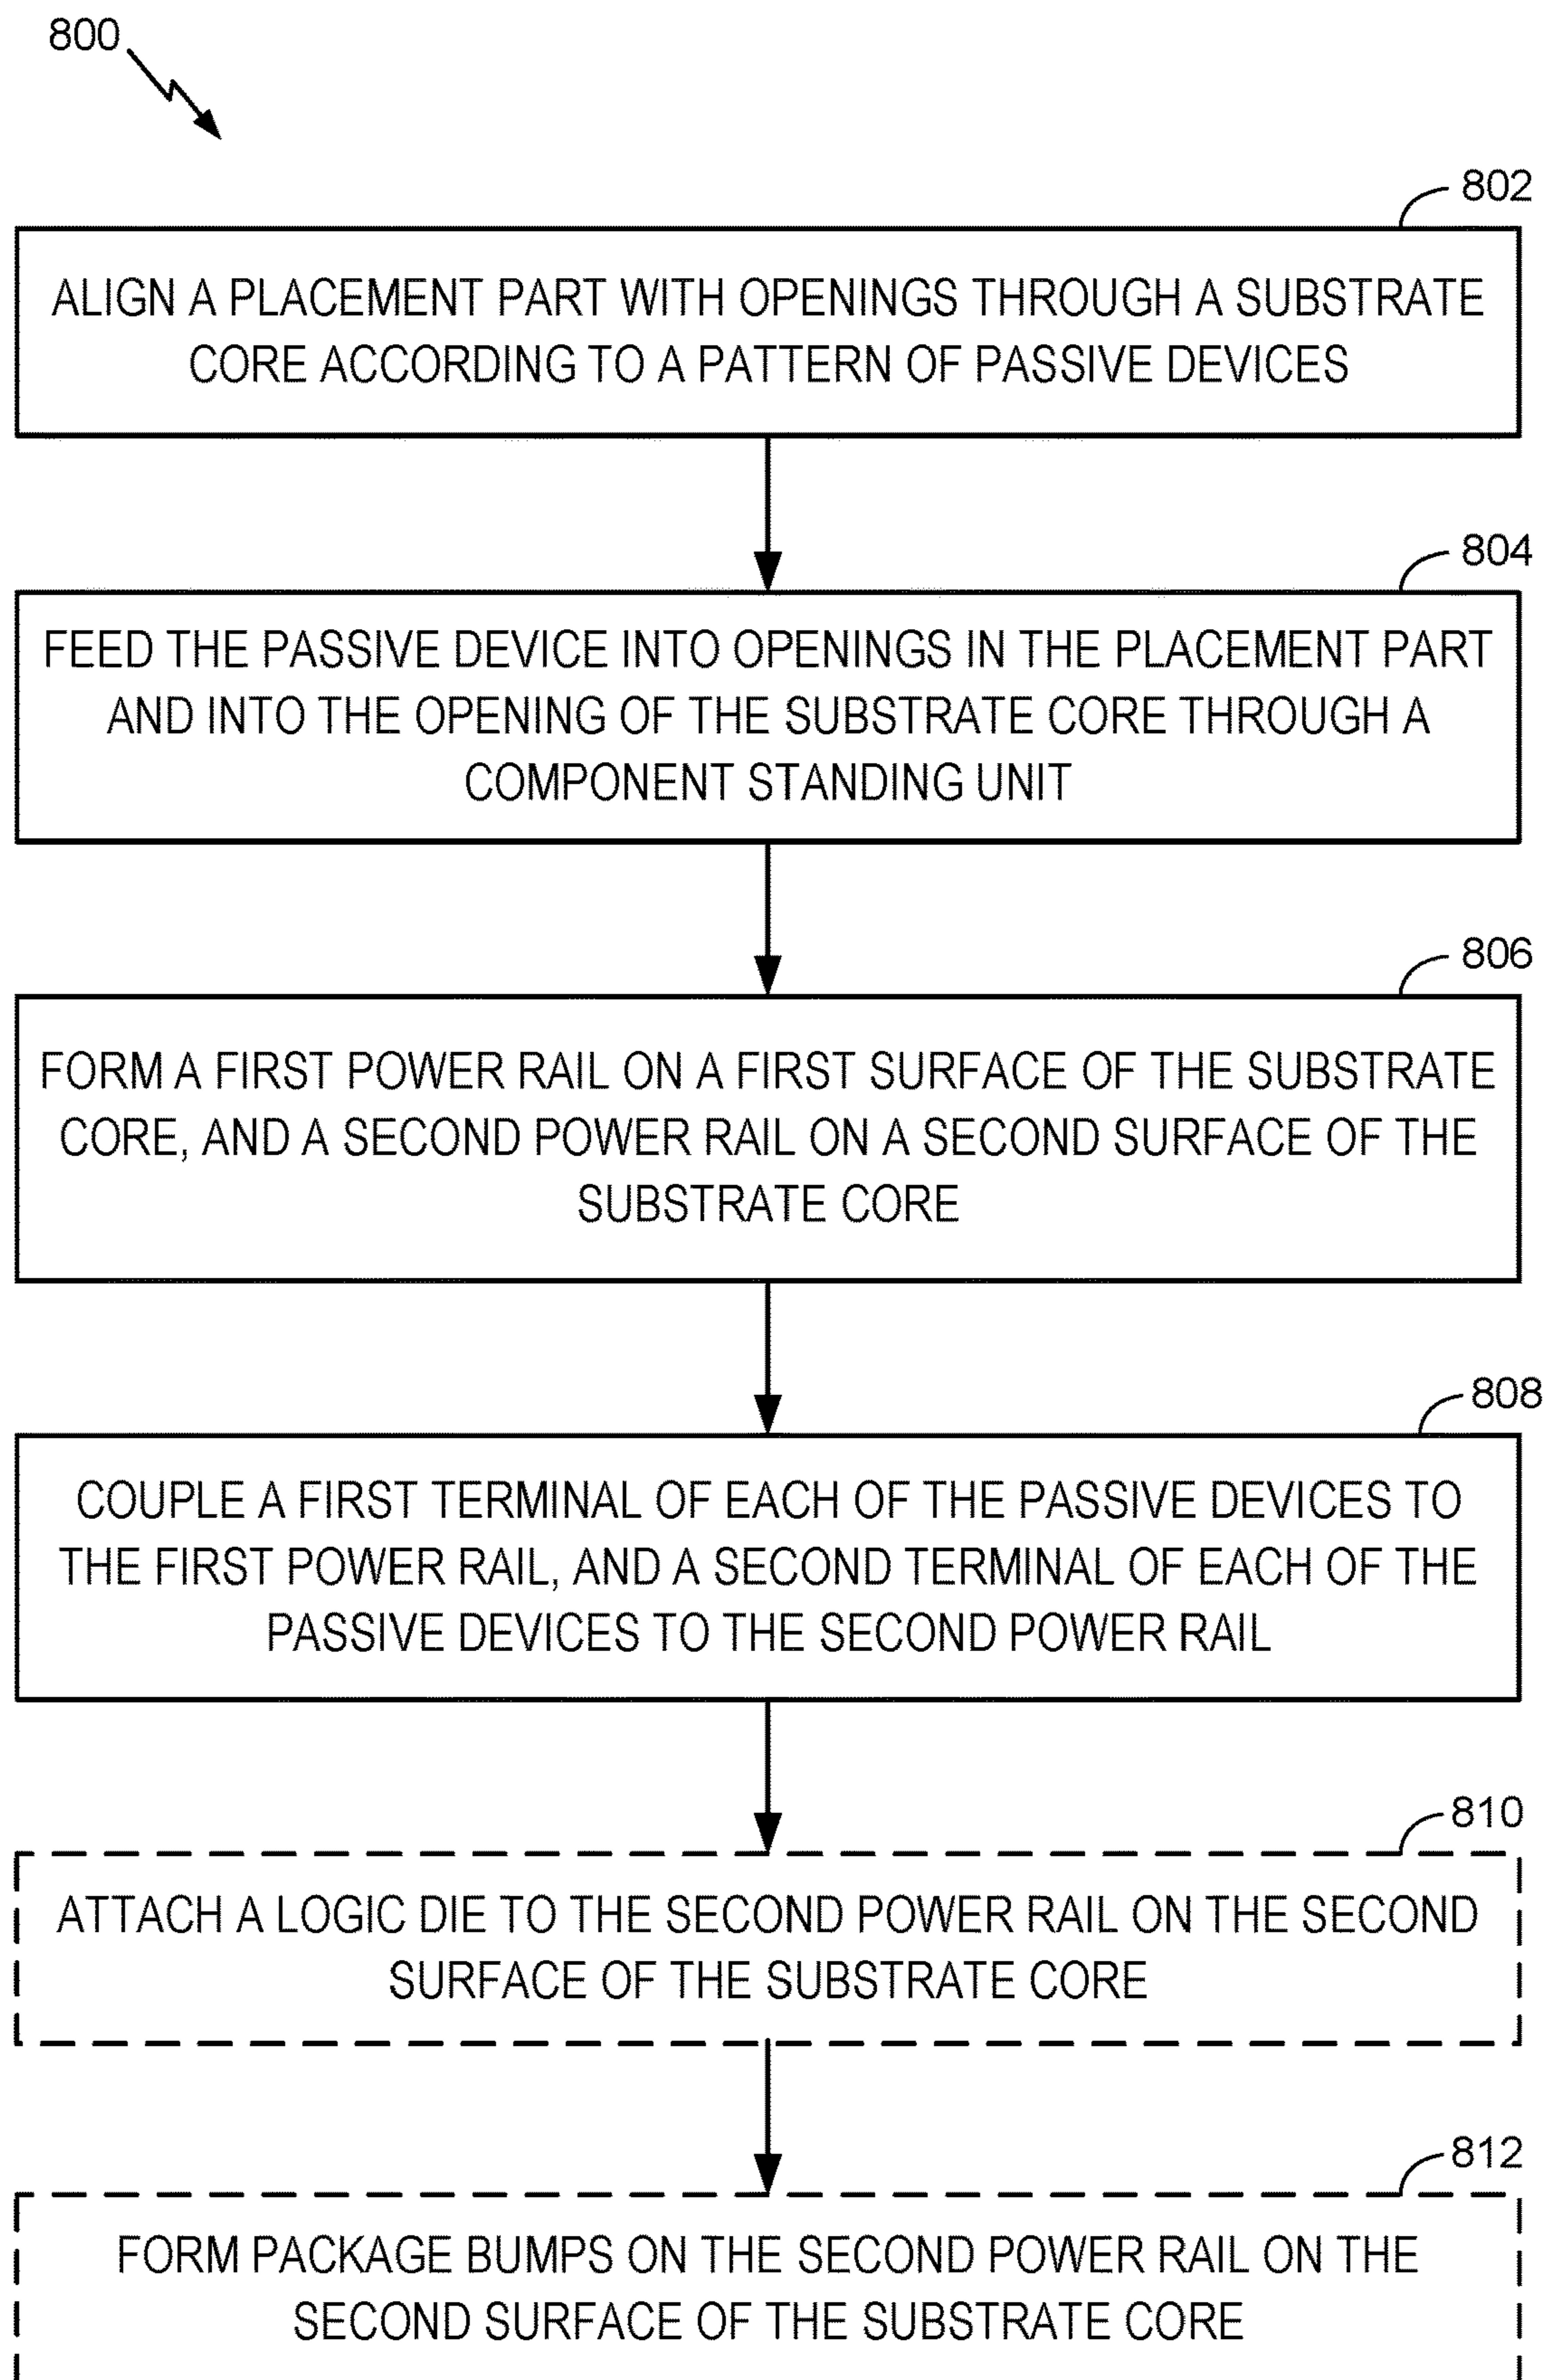 800
802
ALIGN A PLACEMENT PART WITH OPENINGS THROUGH A SUBSTRATE
CORE ACCORDING TO A PATTERN OF PASSIVE DEVICES
804
FEED THE PASSIVE DEVICE INTO OPENINGS IN THE PLACEMENT PART
AND INTO THE OPENING OF THE SUBSTRATE CORE THROUGH A
COMPONENT STANDING UNIT
806
FORM A FIRST POWER RAIL ON A FIRST SURFACE OF THE SUBSTRATE
CORE, AND A SECOND POWER RAIL ON A SECOND SURFACE OF THE
SUBSTRATE CORE
808
COUPLE A FIRST TERMINAL OF EACH OF THE PASSIVE DEVICES TO
THE FIRST POWER RAIL, AND A SECOND TERMINAL OF EACH OF THE
PASSIVE DEVICES TO THE SECOND POWER RAIL
810
ATTACH A LOGIC DIE TO THE SECOND POWER RAIL ON THE SECOND
SURFACE OF THE SUBSTRATE CORE
812
FORM PACKAGE BUMPS ON THE SECOND POWER RAIL ON THE
SECOND SURFACE OF THE SUBSTRATE CORE